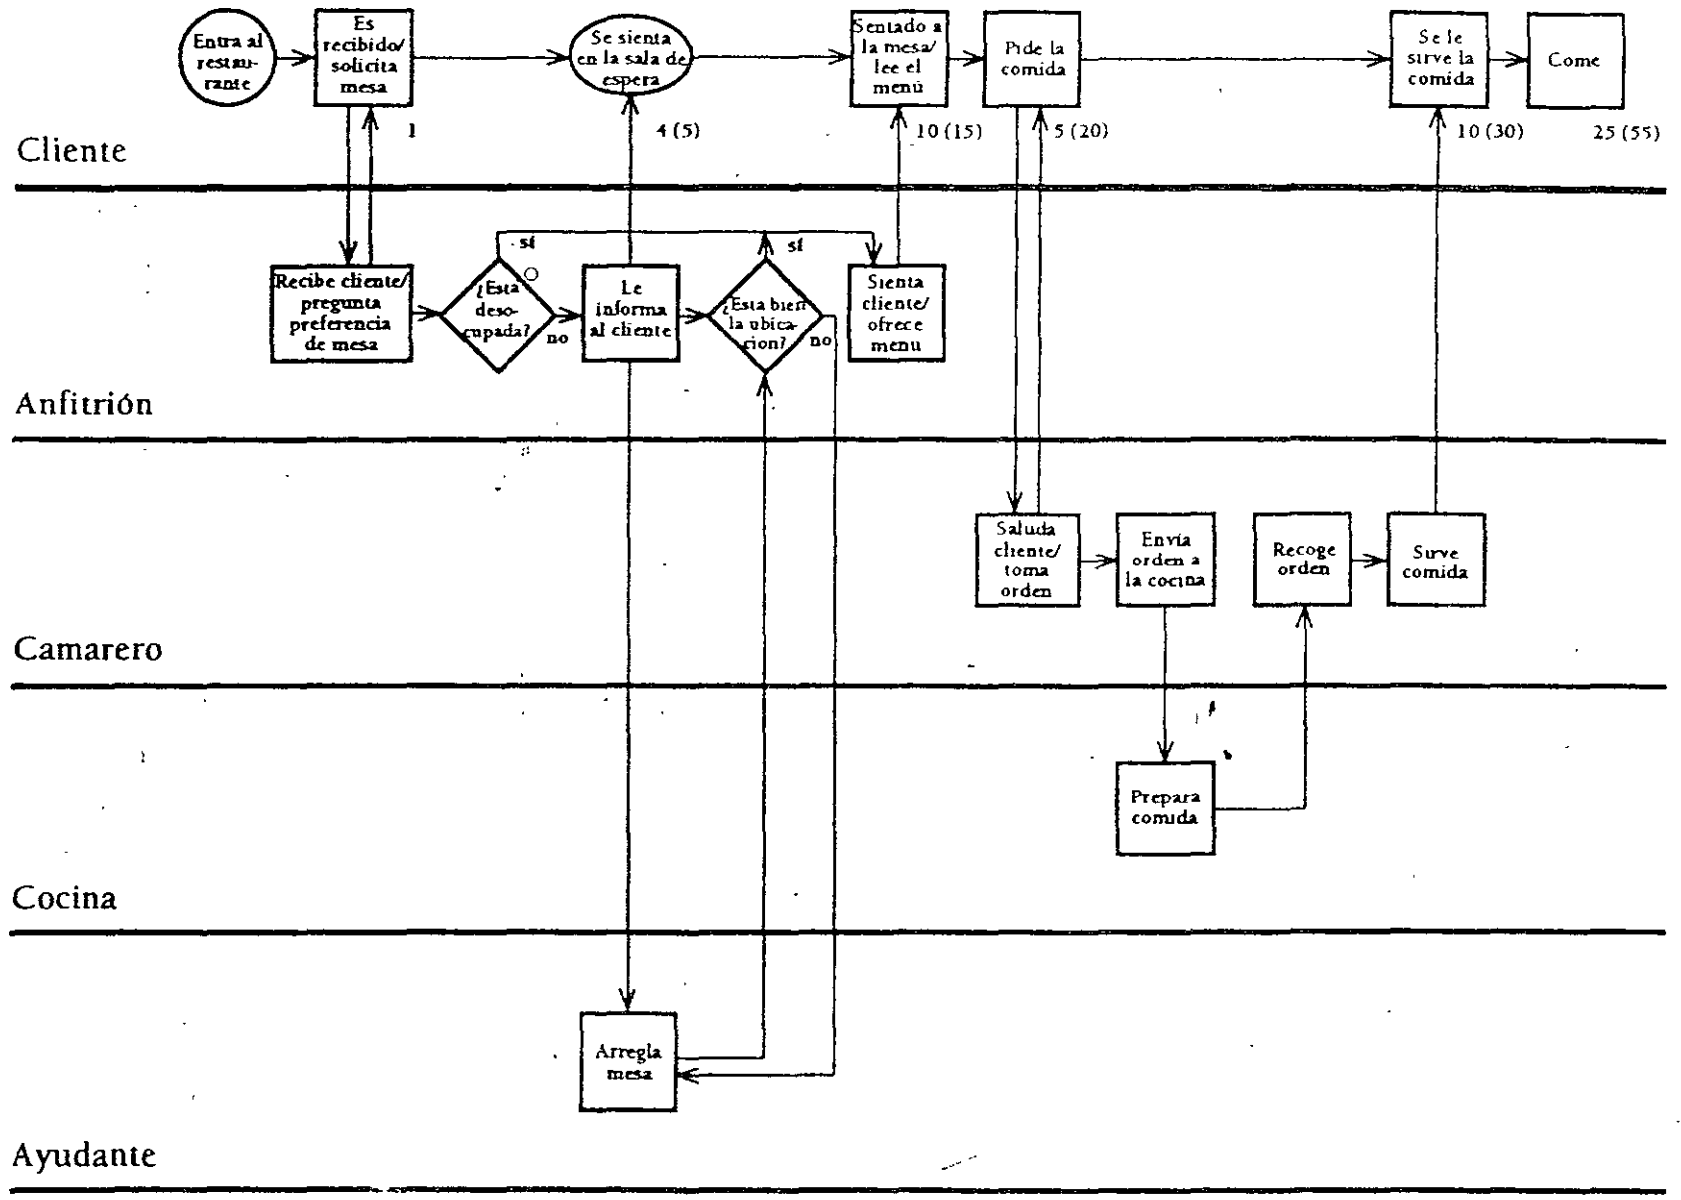 Entra al
restau-
rante
Es
recibido/
solicita
mesa
Se sienta
en la sala de
espera
Sentado a
la mesa/
lee el
menú
Pide la
comida
Se le
sirve la
comida
Come
1
4 (5)
10 (15)
5 (20)
10 (30)
25 (55)
Cliente
sí
sí
Recibe cliente/
pregunta
preferencia
de mesa
¿Esta
deso-
cupada?
no
Le
informa
al cliente
¿Esta bien
la ubica-
cion?
no
Sienta
cliente/
ofrece
menu
Anfitrión
Saluda
cliente/
toma
orden
Envía
orden a
la cocina
Recoge
orden
Sirve
comida
Camarero
Prepara
comida
Cocina
Arregla
mesa
Ayudante